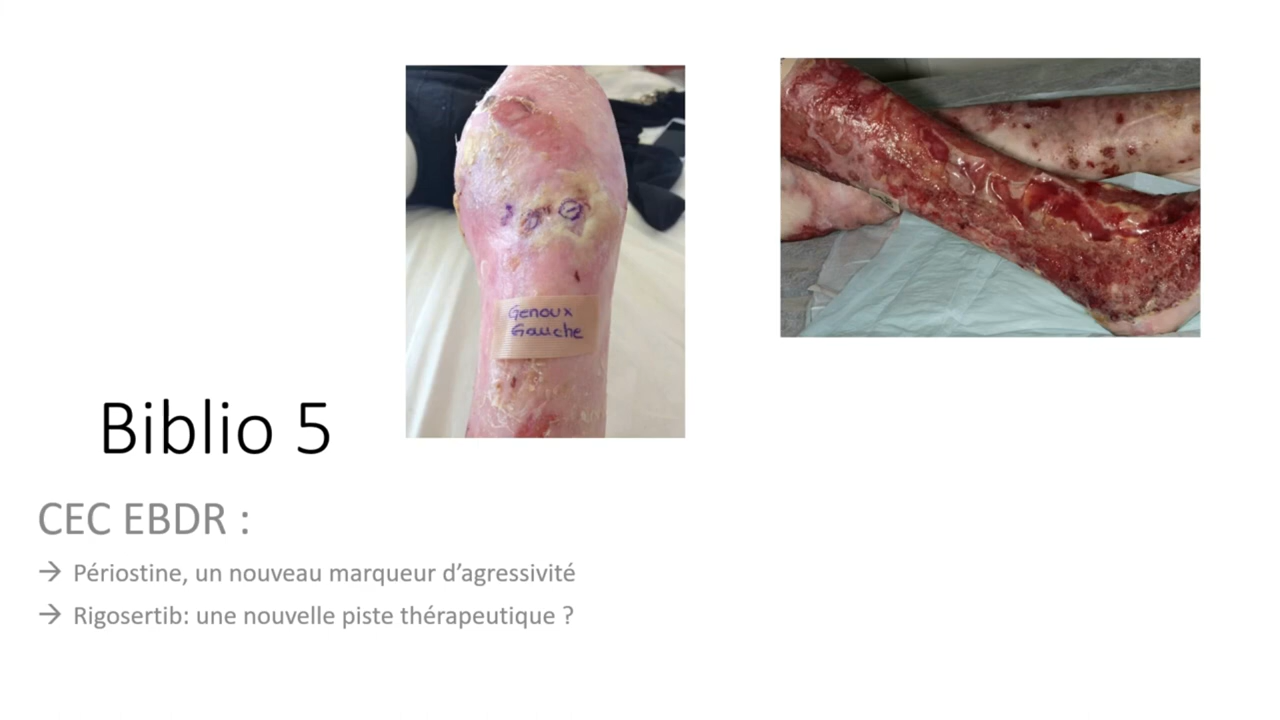 Genoux
Gauche
Biblio 5
CEC EBDR :
→ Périostine, un nouveau marqueur d’agressivité
→ Rigosertib: une nouvelle piste thérapeutique ?